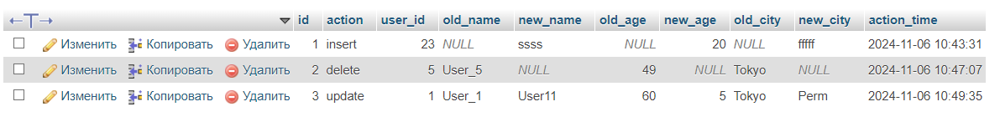 id action user_id old_name new_name old_age new_age old_city new_city action_time
Изменить Копировать Удалить 1 insert 23 NULL ssss NULL 20 NULL fffff 2024-11-06 10:43:31
Изменить Копировать Удалить 2 delete 5 User_5 NULL 49 NULL Tokyo NULL 2024-11-06 10:47:07
Изменить Копировать Удалить 3 update 1 User_1 User11 60 5 Tokyo Perm 2024-11-06 10:49:35